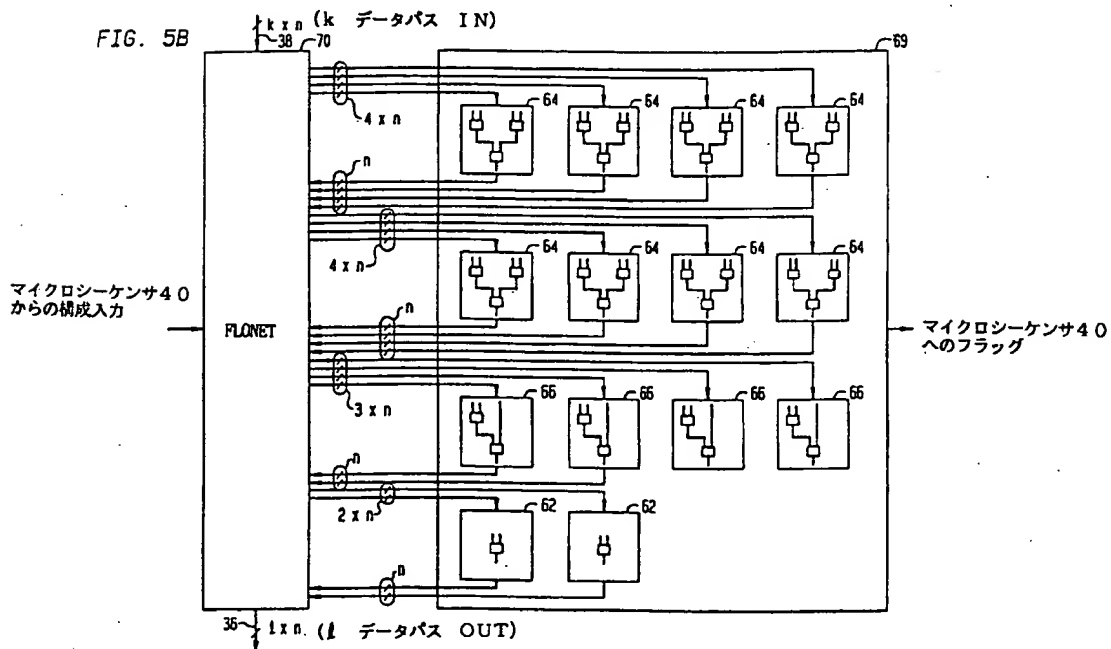 FIG. 5B
k x n (k データパス IN)
38
70
69
4 x n
64
64
64
64
n
4 x n
64
64
64
64
マイクロシーケンサ40
からの構成入力
FLONET
n
マイクロシーケンサ40
へのフラッグ
3 x n
66
66
66
66
n
2 x n
62
62
n
36
l x n (ℓ データパス OUT)